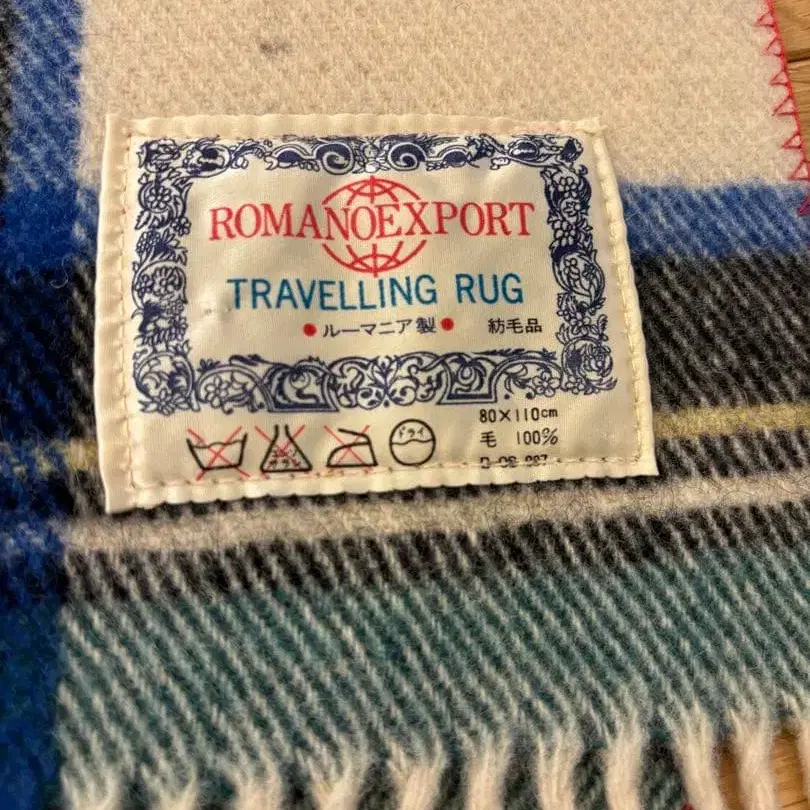 ROMANOEXPORT
TRAVELLING RUG
• ルーマニア製 • 紡毛品
80×110cm
毛 100%
ドライ